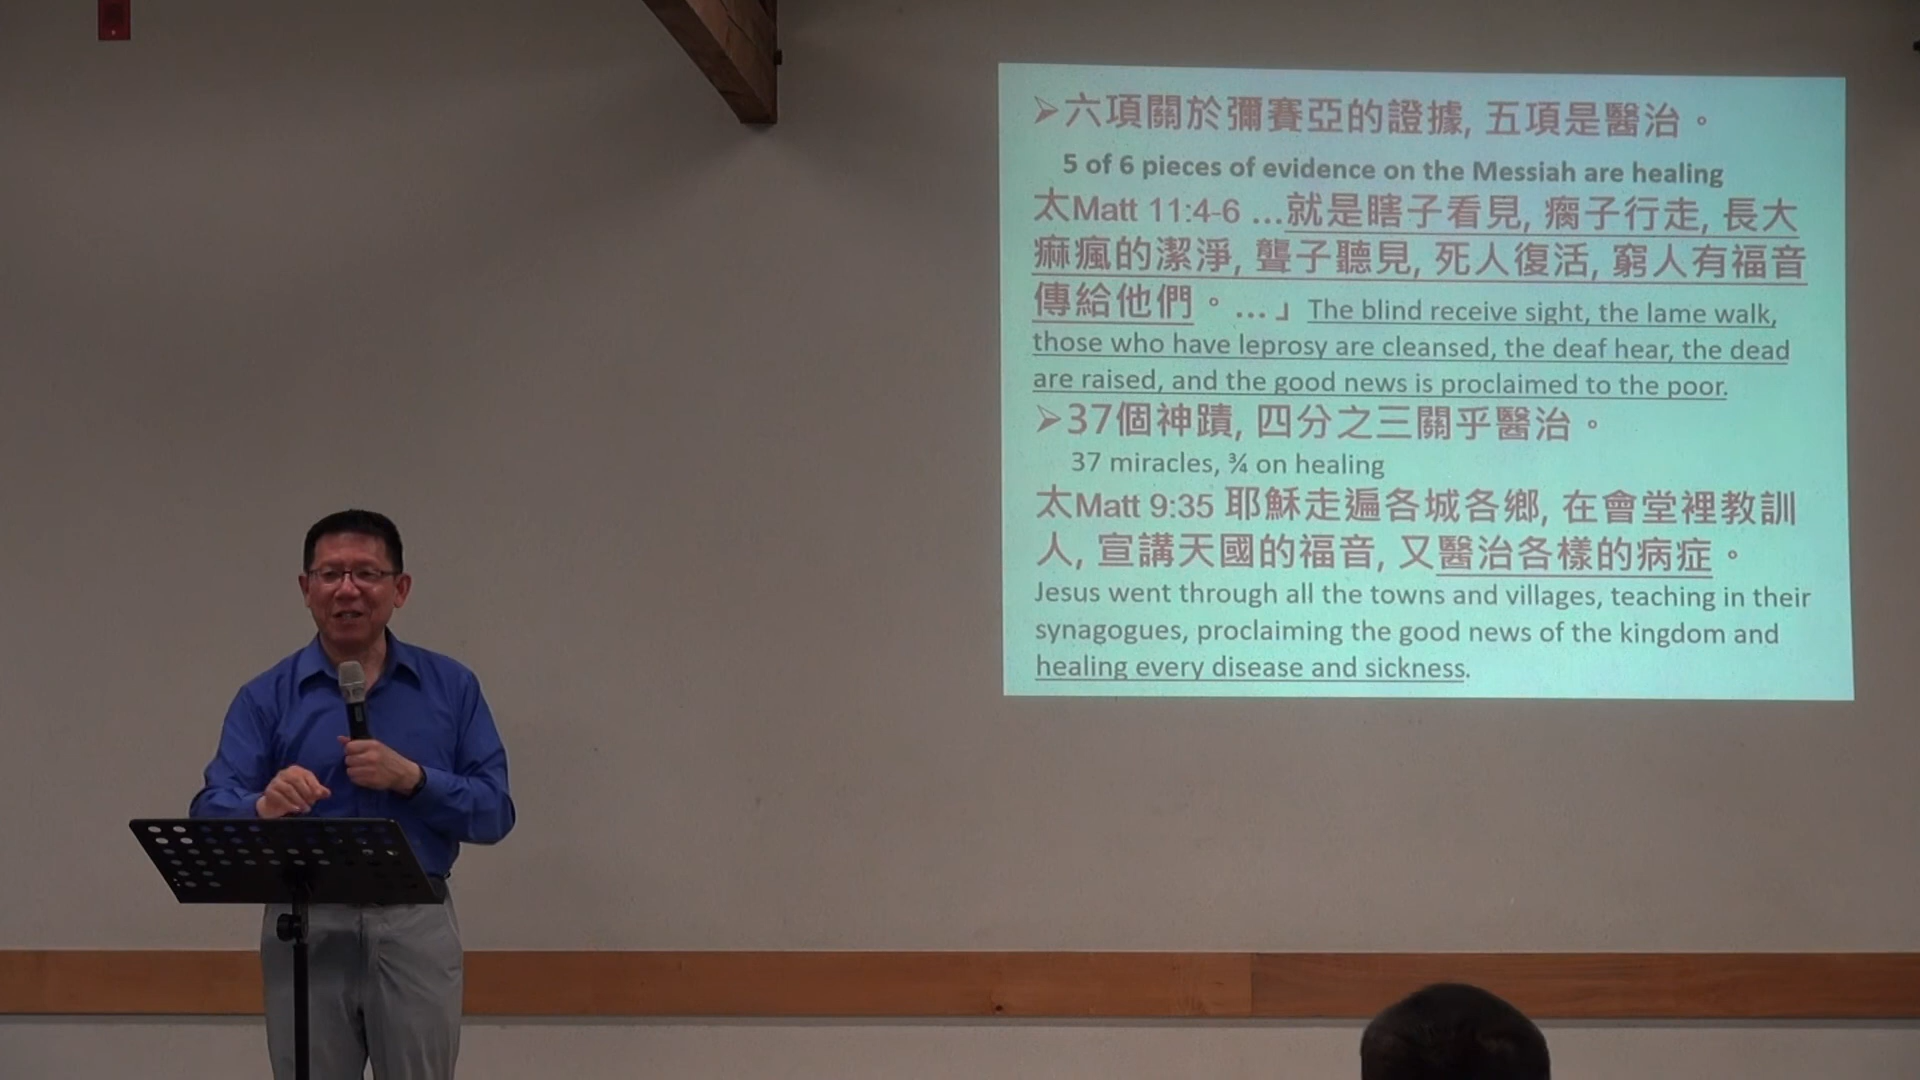 ➢六項關於彌賽亞的證據, 五項是醫治。
5 of 6 pieces of evidence on the Messiah are healing
太Matt 11:4-6 …就是瞎子看見, 瘸子行走, 長大
痲瘋的潔淨, 聾子聽見, 死人復活, 窮人有福音
傳給他們。…」The blind receive sight, the lame walk,
those who have leprosy are cleansed, the deaf hear, the dead
are raised, and the good news is proclaimed to the poor.
➢37個神蹟, 四分之三關乎醫治。
37 miracles, ¾ on healing
太Matt 9:35 耶穌走遍各城各鄉, 在會堂裡教訓
人, 宣講天國的福音, 又醫治各樣的病症。
Jesus went through all the towns and villages, teaching in their
synagogues, proclaiming the good news of the kingdom and
healing every disease and sickness.